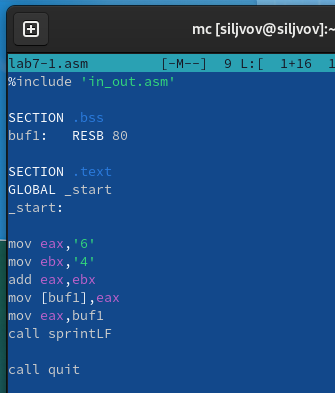 mc [siljvov@siljvov]:~
lab7-1.asm [-M--] 9 L:[ 1+16 1
%include 'in_out.asm'
SECTION .bss
buf1: RESB 80
SECTION .text
GLOBAL _start
_start:
mov eax,'6'
mov ebx,'4'
add eax,ebx
mov [buf1],eax
mov eax,buf1
call sprintLF
call quit